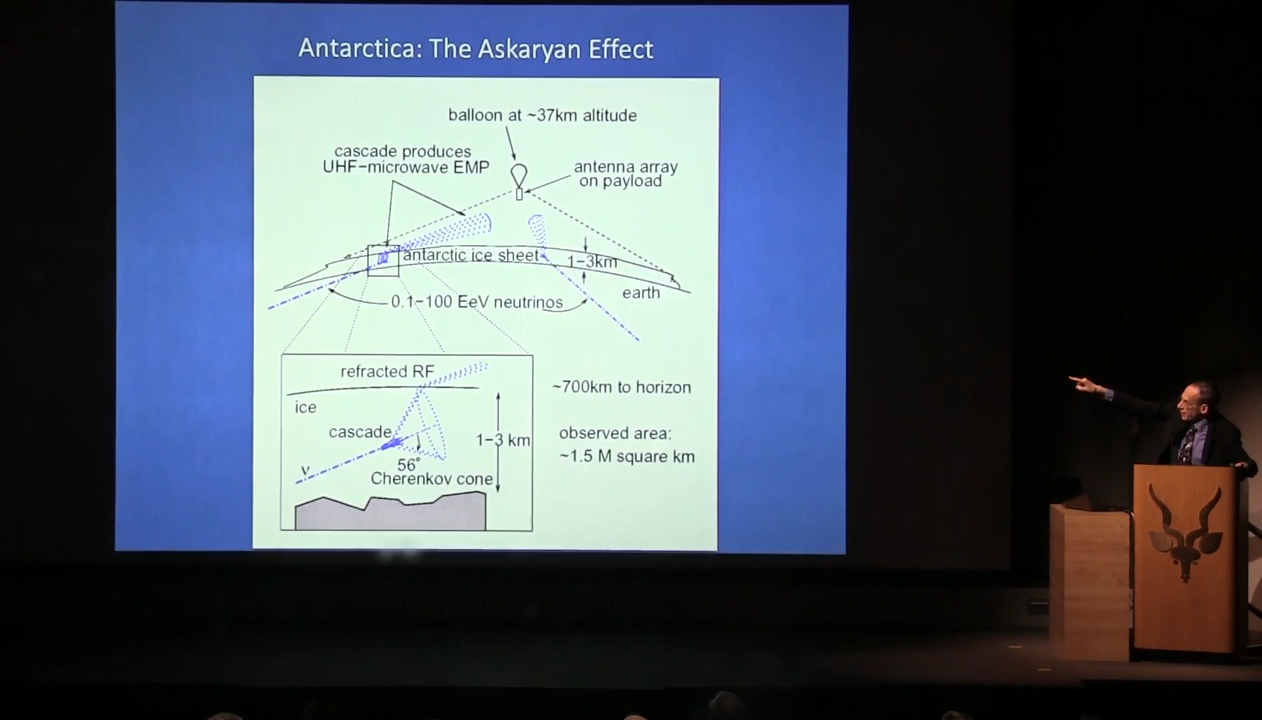 Antarctica: The Askaryan Effect
balloon at ~37km altitude
cascade produces
UHF−microwave EMP
antenna array
on payload
antarctic ice sheet
1−3km
earth
0.1−100 EeV neutrinos
refracted RF
ice
cascade
1−3 km
56°
ν
Cherenkov cone
~700km to horizon
observed area:
~1.5 M square km